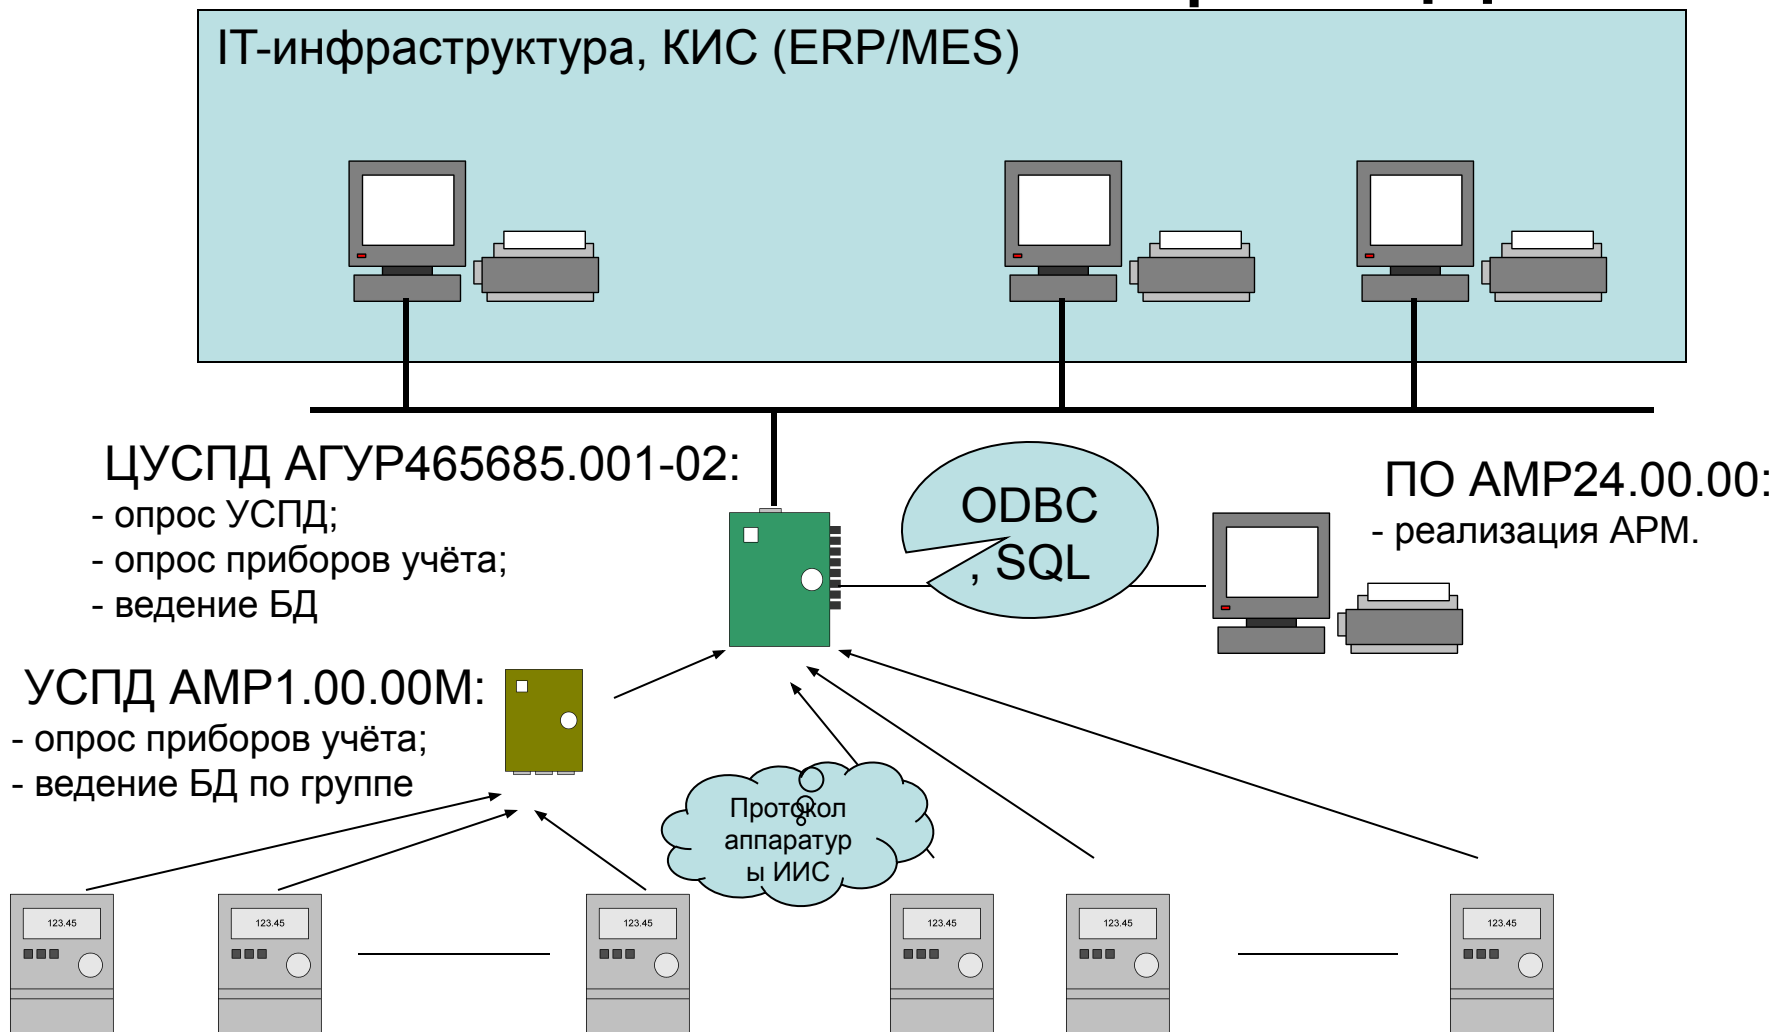 IT-инфраструктура, КИС (ERP/MES)
ЦУСПД АГУР465685.001-02:
- опрос УСПД;
- опрос приборов учёта;
- ведение БД
ODBC
, SQL
ПО АМР24.00.00:
- реализация АРМ.
УСПД АМР1.00.00М:
- опрос приборов учёта;
- ведение БД по группе
Протокол
аппаратур
ы ИИС
123.45
123.45
123.45
123.45
123.45
123.45